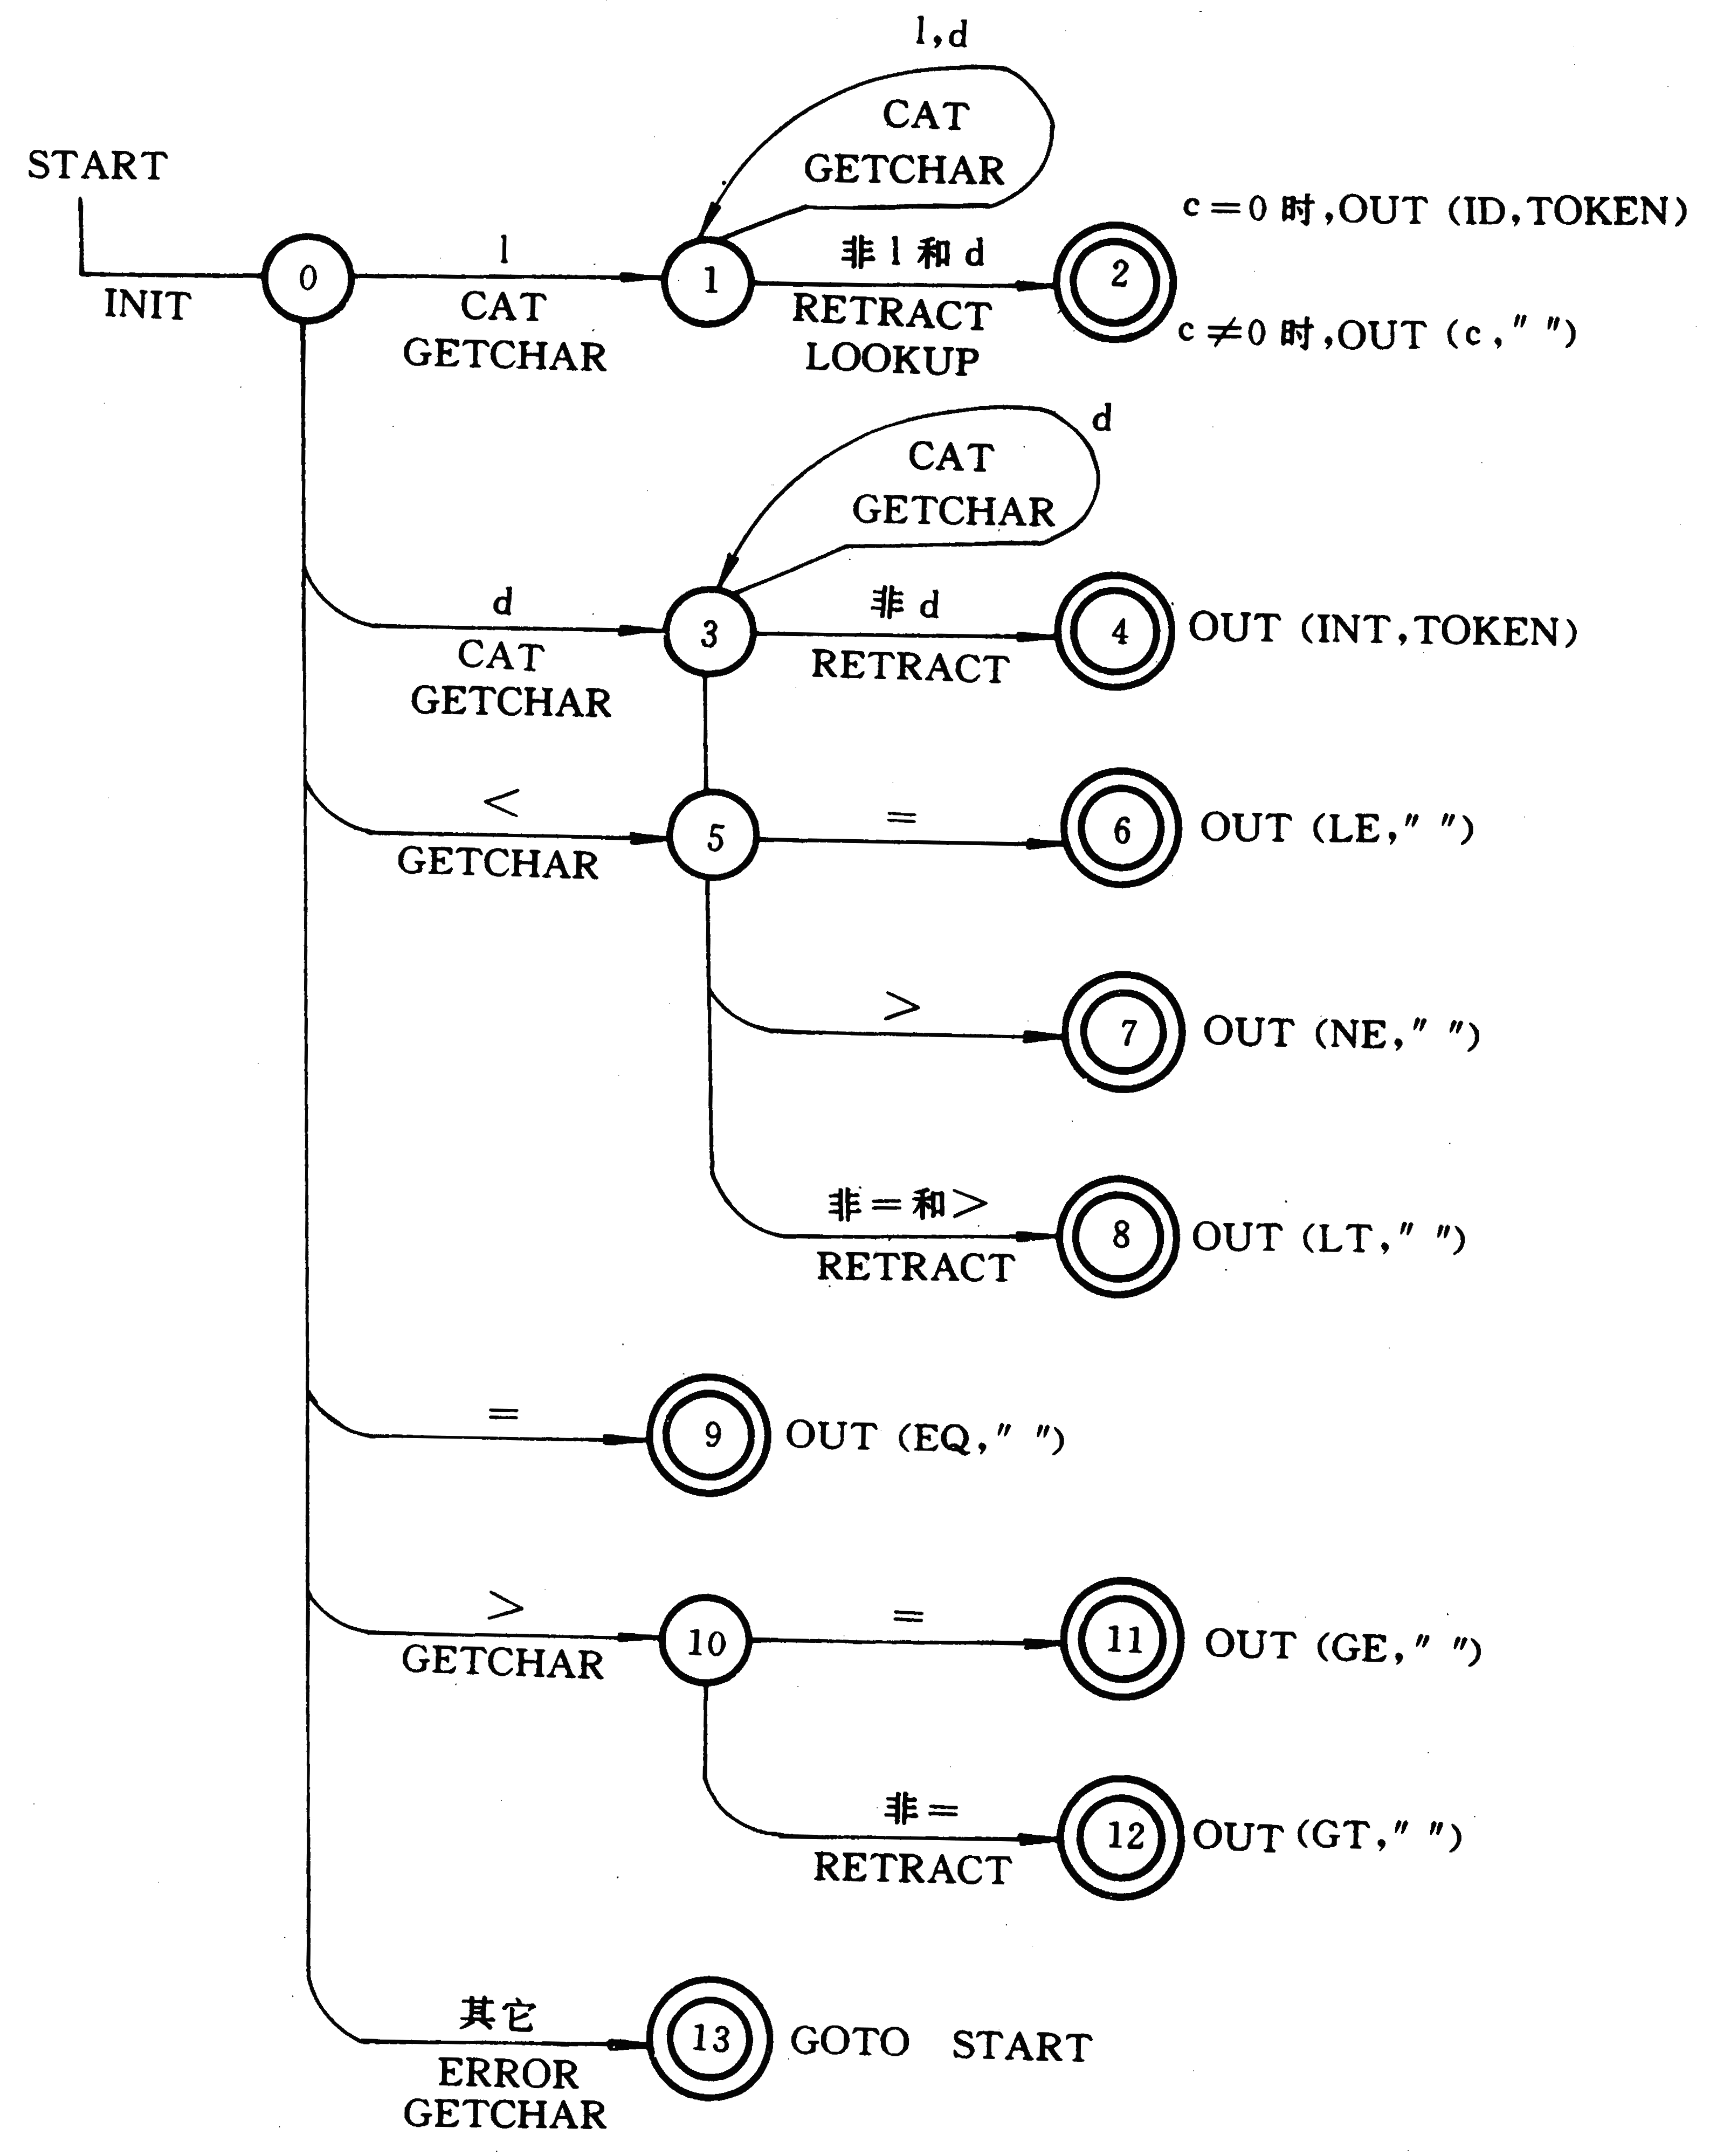 l,d
CAT
GETCHAR
START
c=0 时,OUT (ID,TOKEN)
INIT
0
l
CAT
GETCHAR
1
非 l 和 d
RETRACT
LOOKUP
2
c≠0 时,OUT (c,″ ″)
d
CAT
GETCHAR
d
CAT
GETCHAR
3
非 d
RETRACT
4
OUT (INT,TOKEN)
<
GETCHAR
5
=
6
OUT (LE,″ ″)
>
7
OUT (NE,″ ″)
非=和>
RETRACT
8
OUT (LT,″ ″)
=
9
OUT (EQ,″ ″)
>
GETCHAR
10
=
11
OUT (GE,″ ″)
非=
RETRACT
12
OUT (GT,″ ″)
其它
ERROR
GETCHAR
13
GOTO START